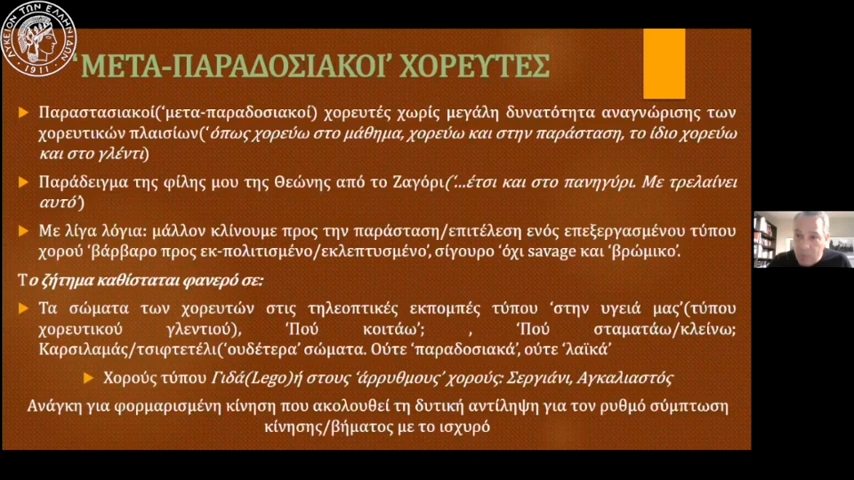 ΛΥΚΕΙΟΝ ΤΩΝ ΕΛΛΗΝΙΔΩΝ
1911
‘ΜΕΤΑ-ΠΑΡΑΔΟΣΙΑΚΟΙ’ ΧΟΡΕΥΤΕΣ
Παραστασιακοί(‘μετα-παραδοσιακοί) χορευτές χωρίς μεγάλη δυνατότητα αναγνώρισης των
χορευτικών πλαισίων(‘όπως χορεύω στο μάθημα, χορεύω και στην παράσταση, το ίδιο χορεύω
και στο γλέντι)
Παράδειγμα της φίλης μου της Θεώνης από το Ζαγόρι(‘...έτσι και στο πανηγύρι. Με τρελαίνει
αυτό’)
Με λίγα λόγια: μάλλον κλίνουμε προς την παράσταση/επιτέλεση ενός επεξεργασμένου τύπου
χορού ‘βάρβαρο προς εκ-πολιτισμένο/εκλεπτυσμένο’, σίγουρο ‘όχι savage και ‘βρώμικο’.
Το ζήτημα καθίσταται φανερό σε:
Τα σώματα των χορευτών στις τηλεοπτικές εκπομπές τύπου ‘στην υγειά μας’(τύπου
χορευτικού γλεντιού), ‘Πού κοιτάω’; , ‘Πού σταματάω/κλείνω;
Καρσιλαμάς/τσιφτετέλι(‘ουδέτερα’ σώματα. Ούτε ‘παραδοσιακά’, ούτε ‘λαϊκά’
Χορούς τύπου Γιδά(Lego)ή στους ‘άρρυθμους’ χορούς: Σεργιάνι, Αγκαλιαστός
Ανάγκη για φορμαρισμένη κίνηση που ακολουθεί τη δυτική αντίληψη για τον ρυθμό σύμπτωση
κίνησης/βήματος με το ισχυρό